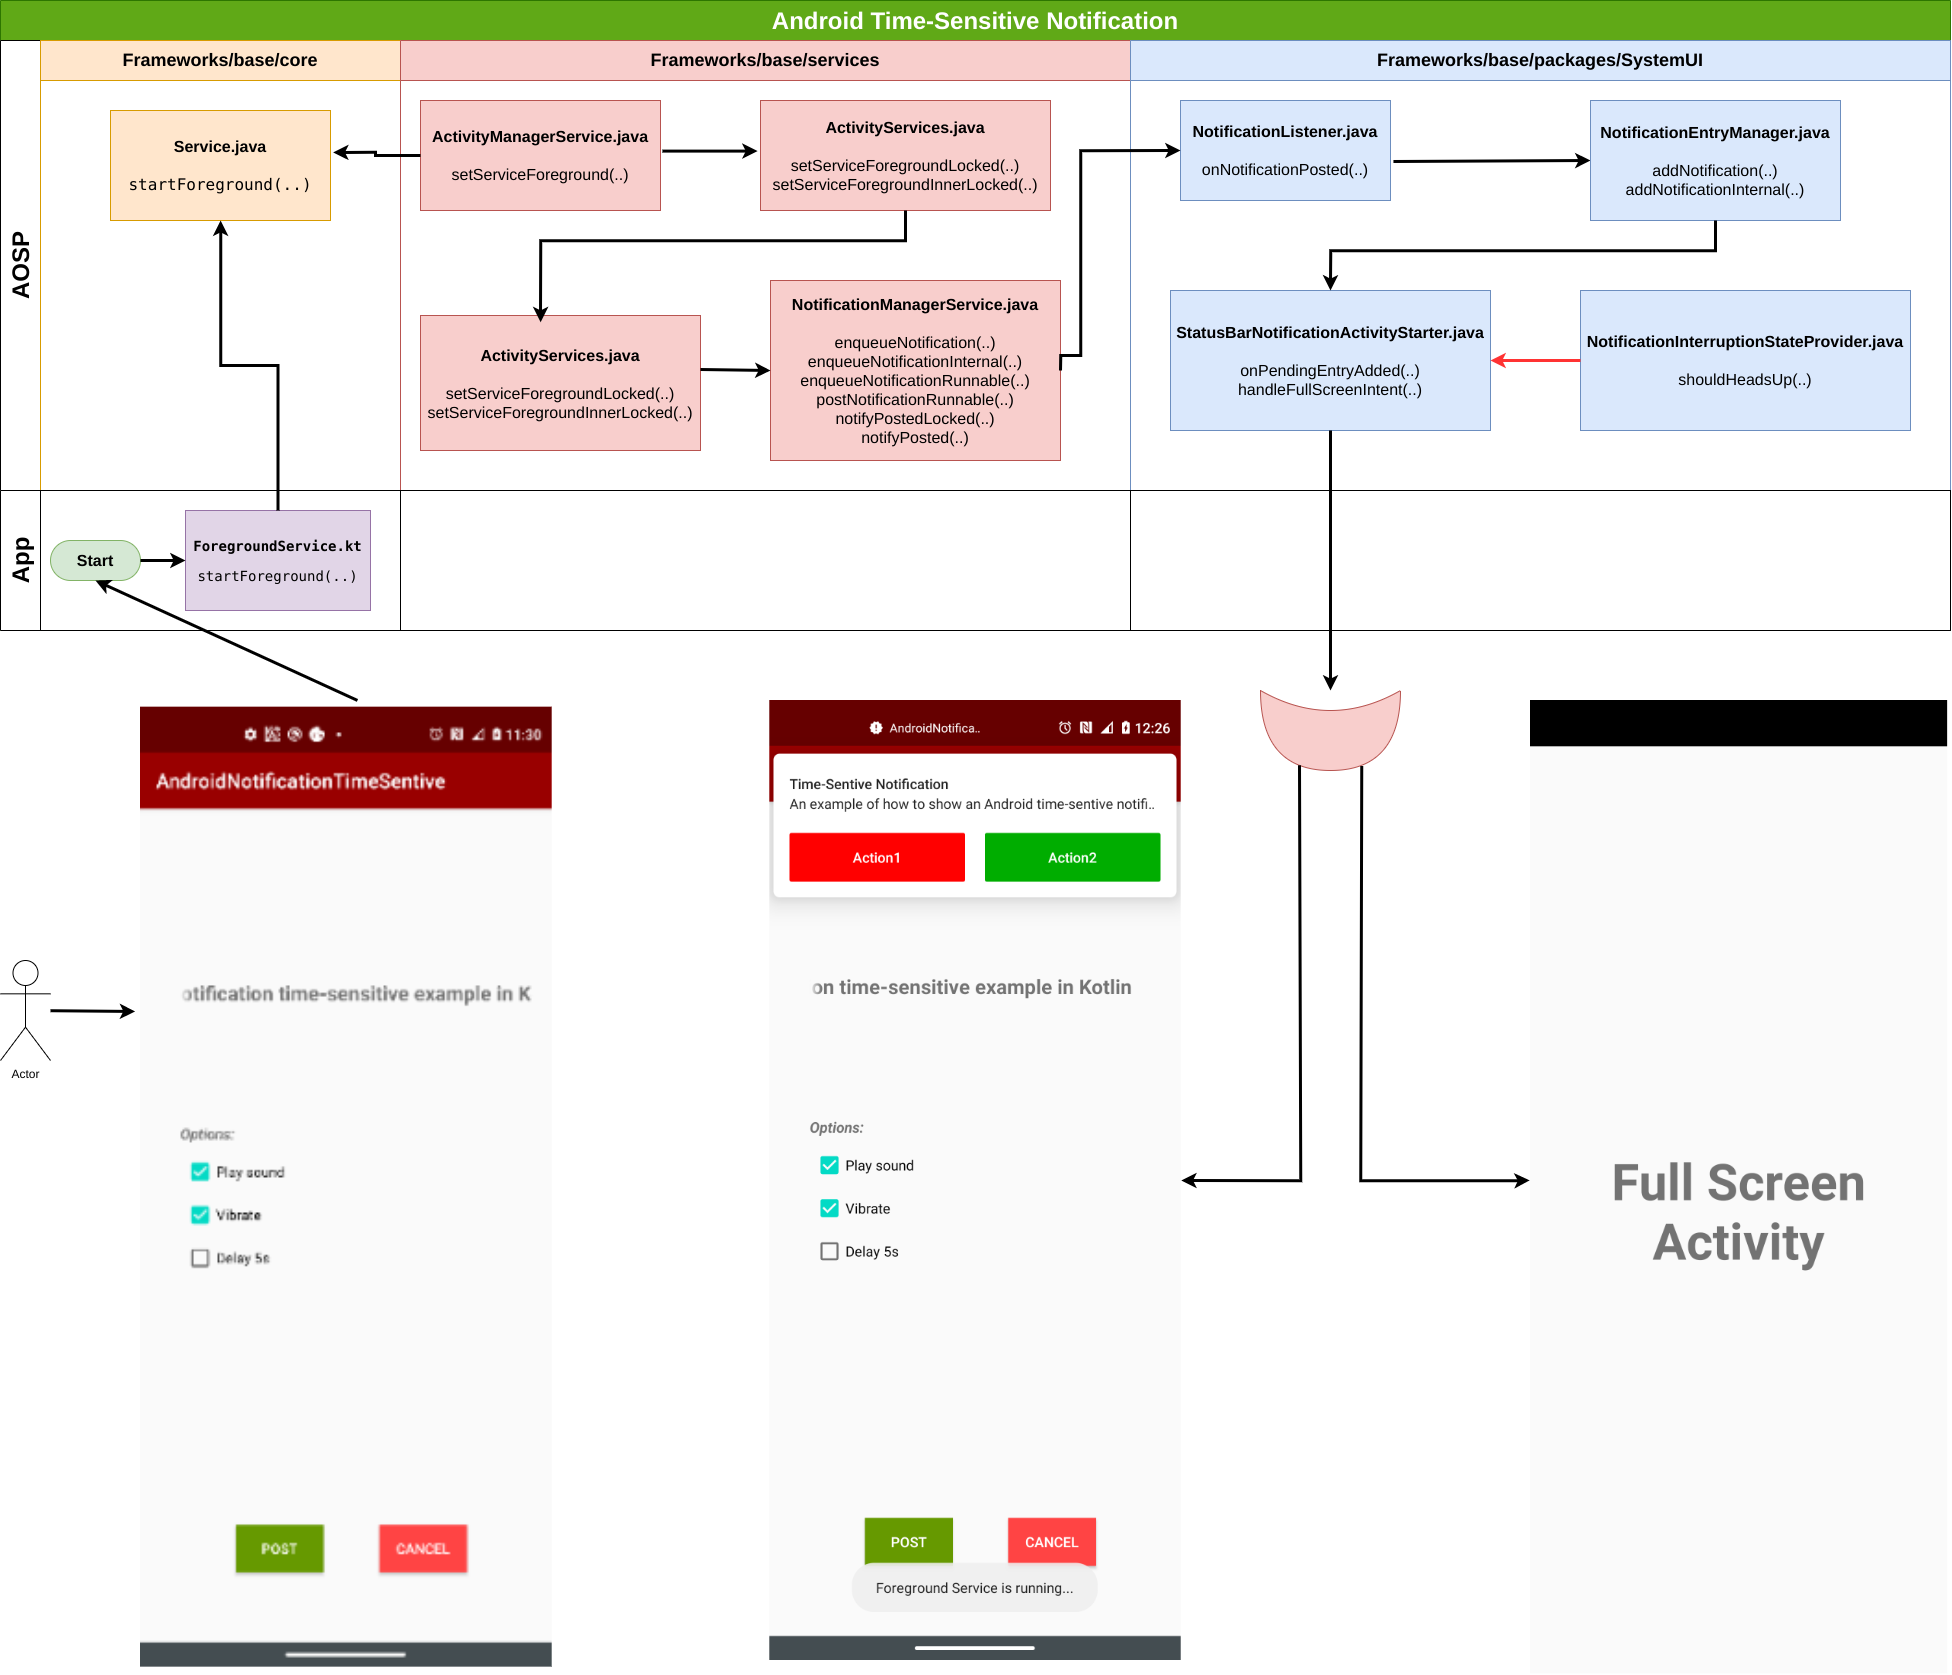 Android Time-Sensitive Notification
Frameworks/base/core
Frameworks/base/services
Frameworks/base/packages/SystemUI
AOSP
Service.java
startForeground(..)
ActivityManagerService.java
setServiceForeground(..)
ActivityServices.java
setServiceForegroundLocked(..)
setServiceForegroundInnerLocked(..)
NotificationListener.java
onNotificationPosted(..)
NotificationEntryManager.java
addNotification(..)
addNotificationInternal(..)
ActivityServices.java
setServiceForegroundLocked(..)
setServiceForegroundInnerLocked(..)
NotificationManagerService.java
enqueueNotification(..)
enqueueNotificationInternal(..)
enqueueNotificationRunnable(..)
postNotificationRunnable(..)
notifyPostedLocked(..)
notifyPosted(..)
StatusBarNotificationActivityStarter.java
onPendingEntryAdded(..)
handleFullScreenIntent(..)
NotificationInterruptionStateProvider.java
shouldHeadsUp(..)
App
Start
ForegroundService.kt
startForeground(..)
Actor
11:30
AndroidNotificationTimeSentive
otification time-sensitive example in K
Options:
Play sound
Vibrate
Delay 5s
POST
CANCEL
AndroidNotifica..
12:26
Time-Sentive Notification
An example of how to show an Android time-sentive notifi..
Action1
Action2
on time-sensitive example in Kotlin
Options:
Play sound
Vibrate
Delay 5s
POST
CANCEL
Foreground Service is running...
Full Screen
Activity